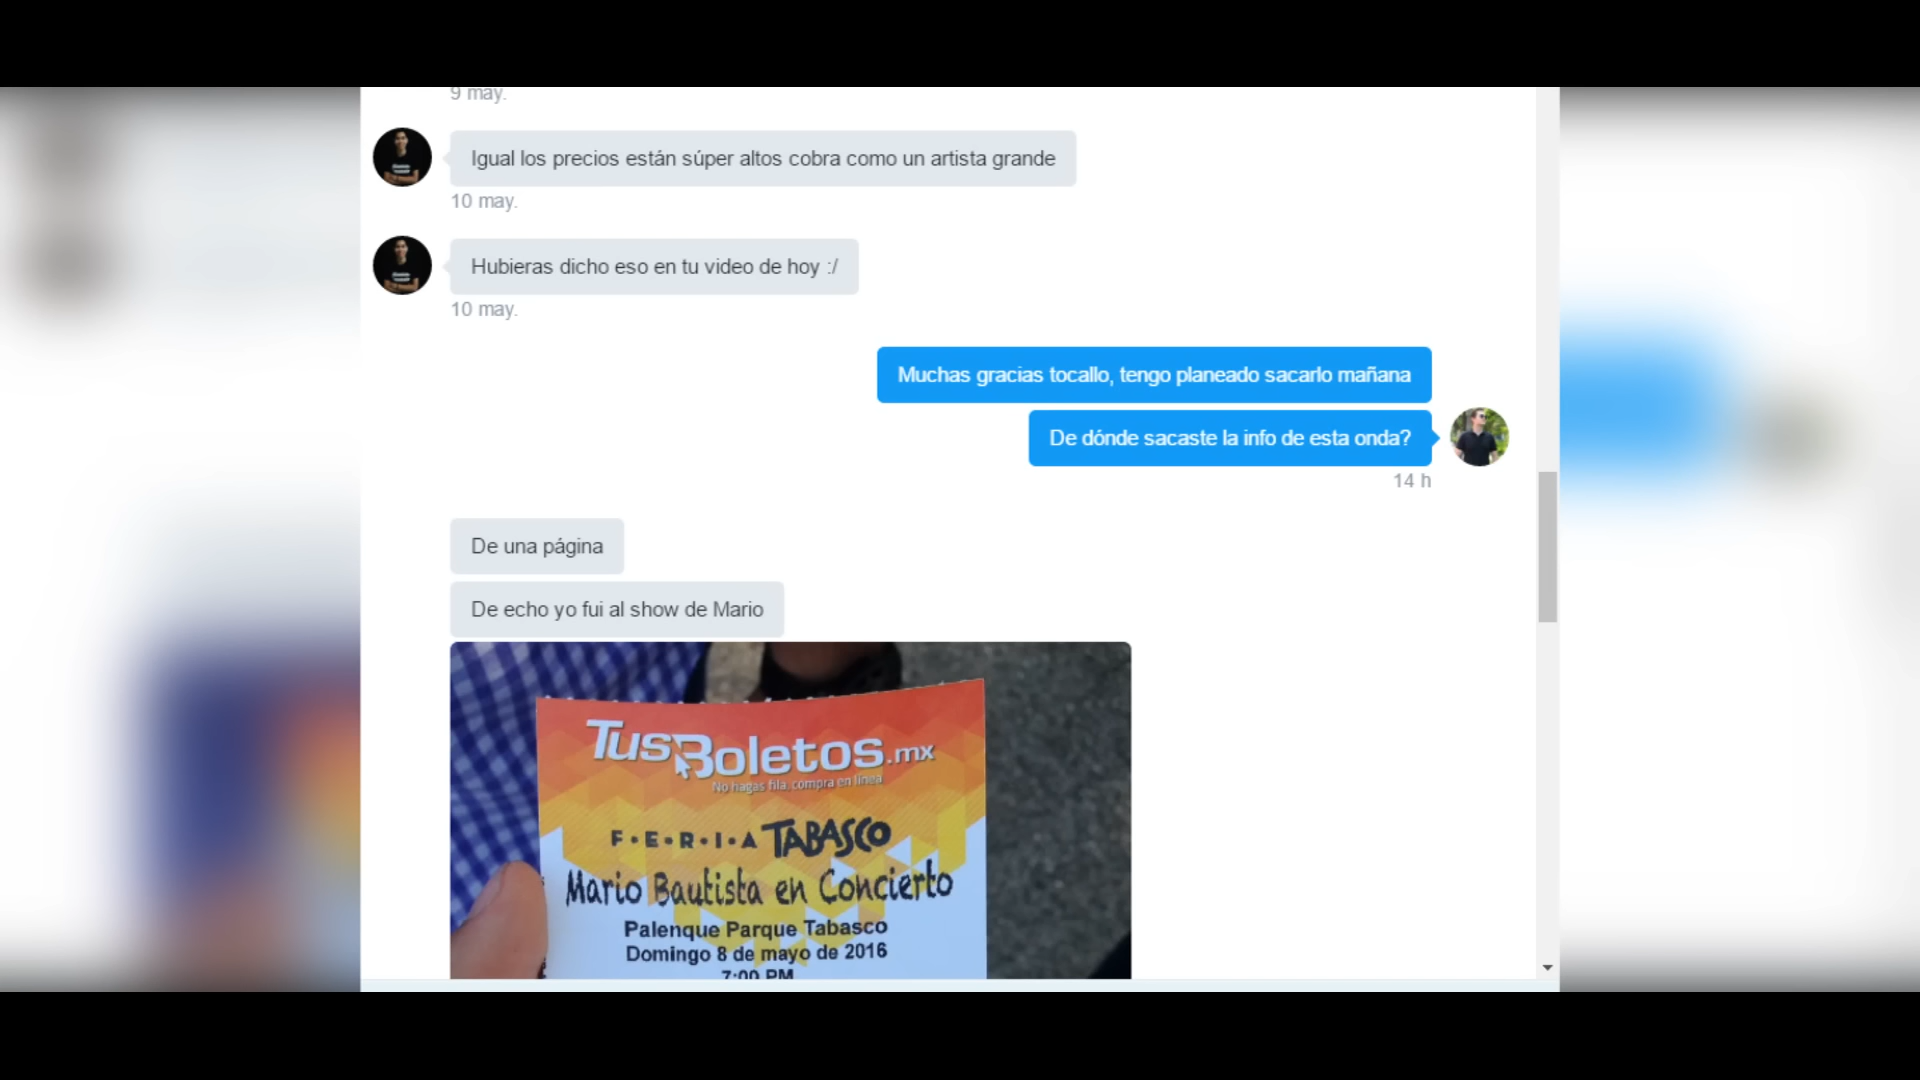 9 may.
Igual los precios están súper altos cobra como un artista grande
10 may.
Hubieras dicho eso en tu video de hoy :/
10 may.
Muchas gracias tocallo, tengo planeado sacarlo mañana
De dónde sacaste la info de esta onda?
14 h
De una página
De echo yo fui al show de Mario
TusBoletos.mx
No hagas fila, compra en línea
F·E·R·I·A TABASCO
Mario Bautista en Concierto
Palenque Parque Tabasco
Domingo 8 de mayo de 2016
7:00 PM